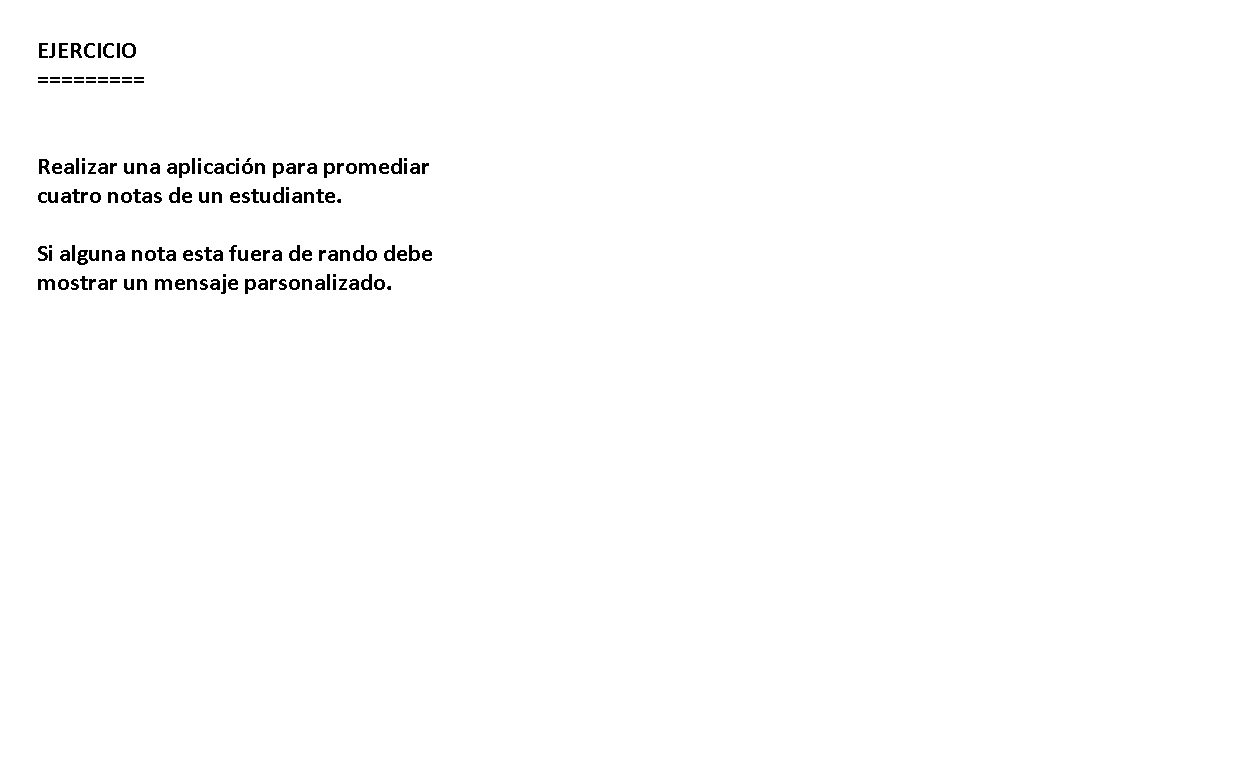 EJERCICIO
=========
Realizar una aplicación para promediar
cuatro notas de un estudiante.
Si alguna nota esta fuera de rando debe
mostrar un mensaje parsonalizado.